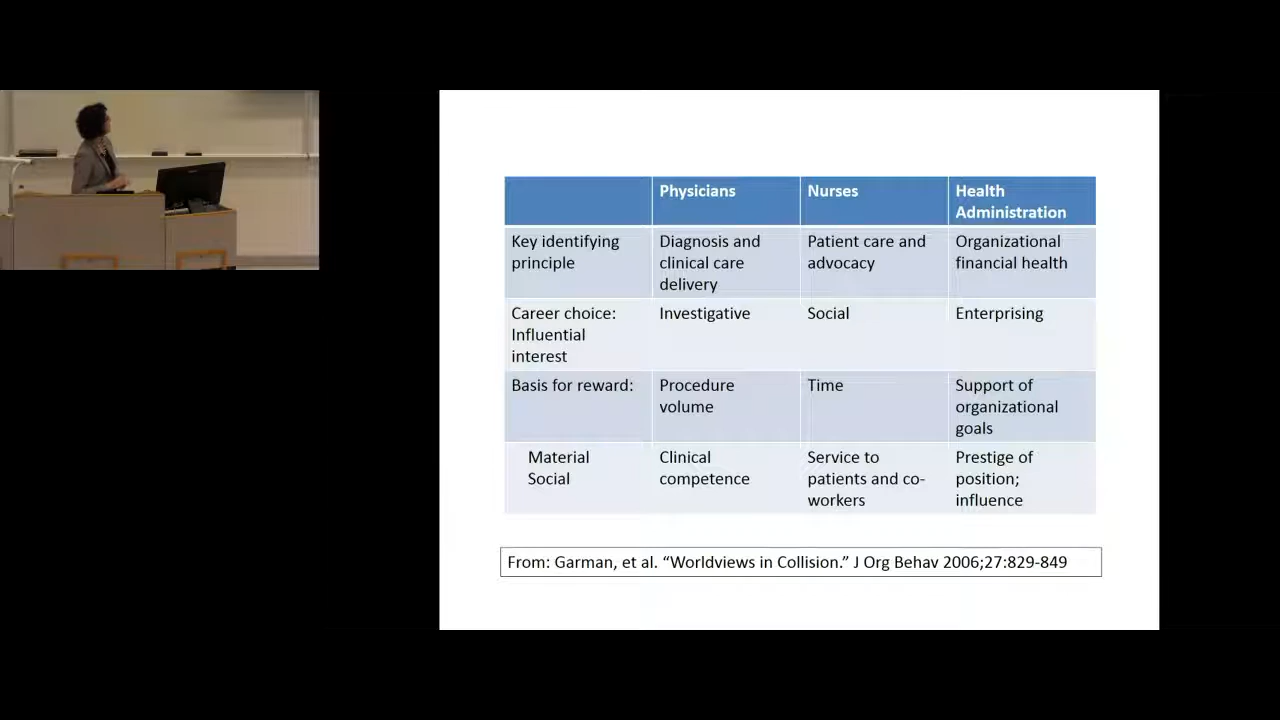 Physicians
Nurses
Health
Administration
Key identifying
principle
Diagnosis and
clinical care
delivery
Patient care and
advocacy
Organizational
financial health
Career choice:
Influential
interest
Investigative
Social
Enterprising
Basis for reward:
Procedure
volume
Time
Support of
organizational
goals
Material
Social
Clinical
competence
Service to
patients and co-
workers
Prestige of
position;
influence
From: Garman, et al. “Worldviews in Collision.” J Org Behav 2006;27:829-849